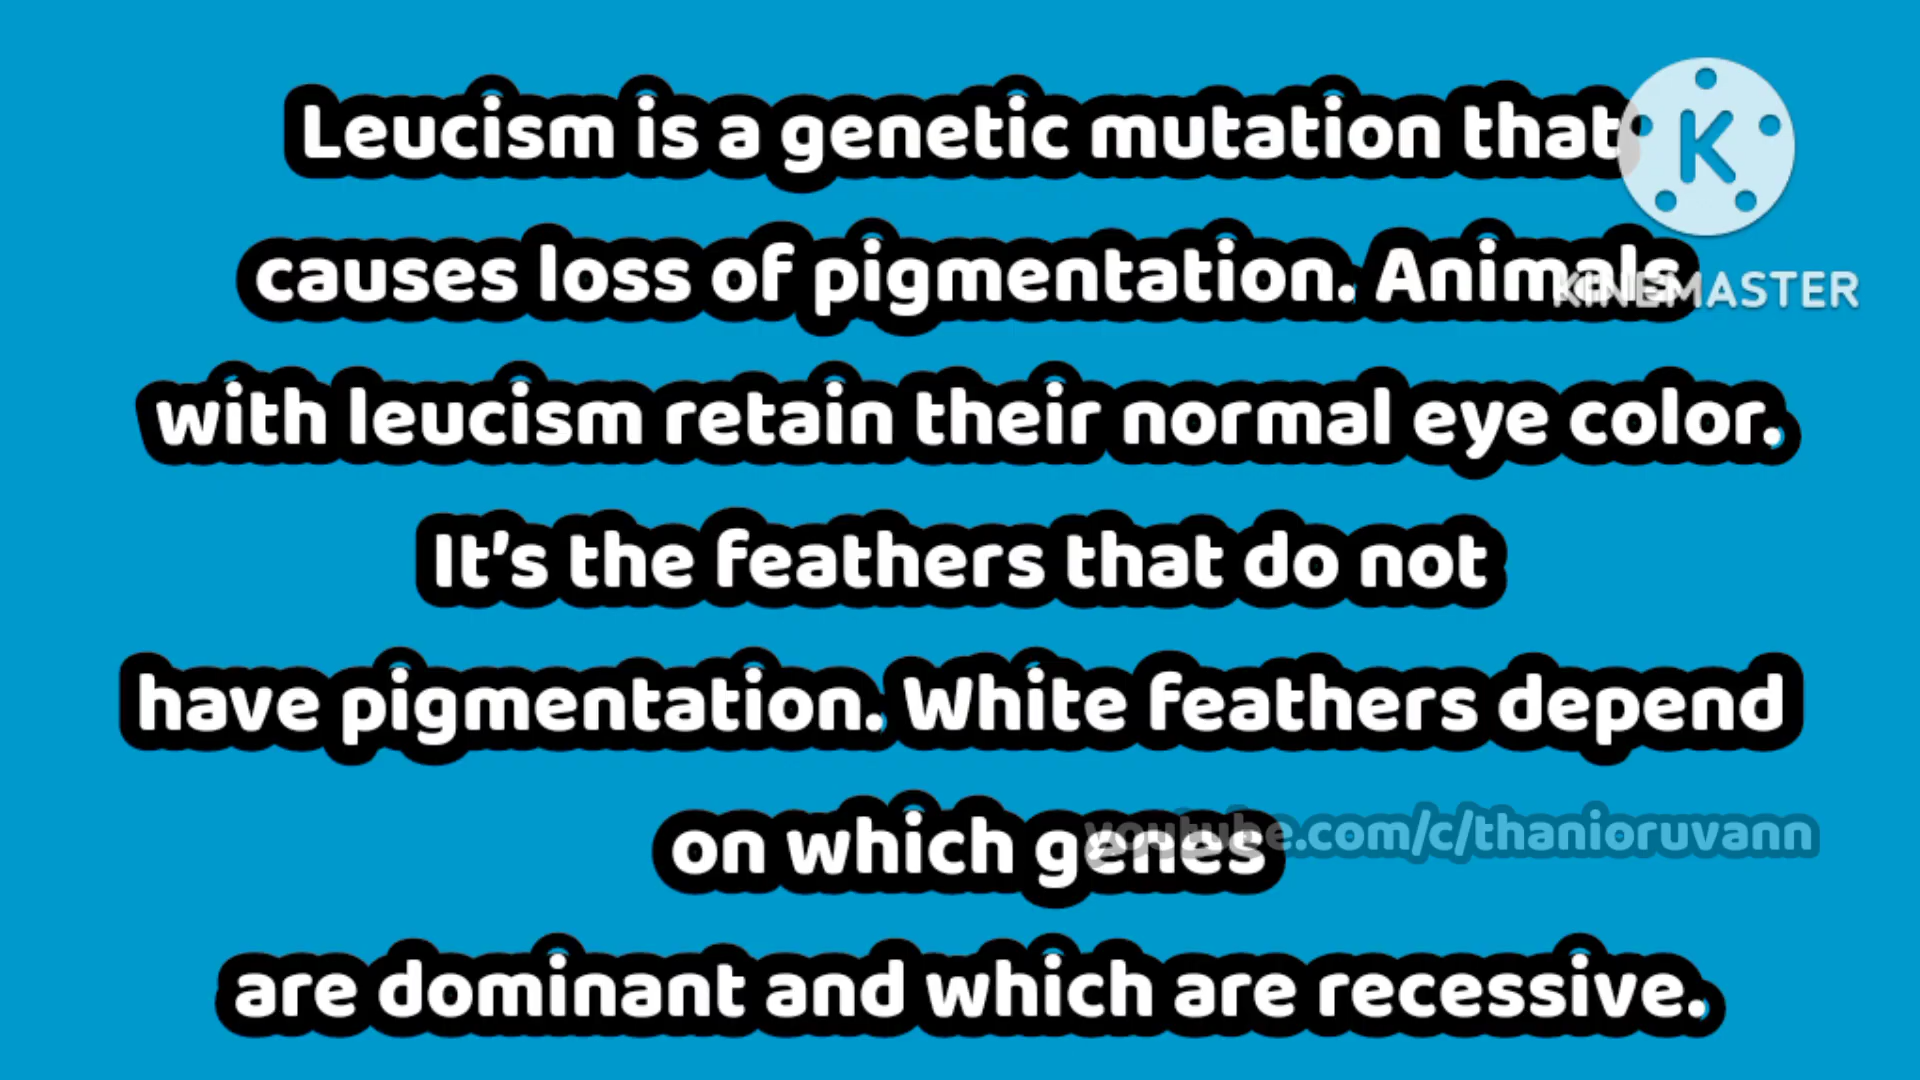 Leucism is a genetic mutation that
K
causes loss of pigmentation. Animals
KINEMASTER
with leucism retain their normal eye color.
It's the feathers that do not
have pigmentation. White feathers depend
on which genes
youtube.com/c/thanioruvann
are dominant and which are recessive.